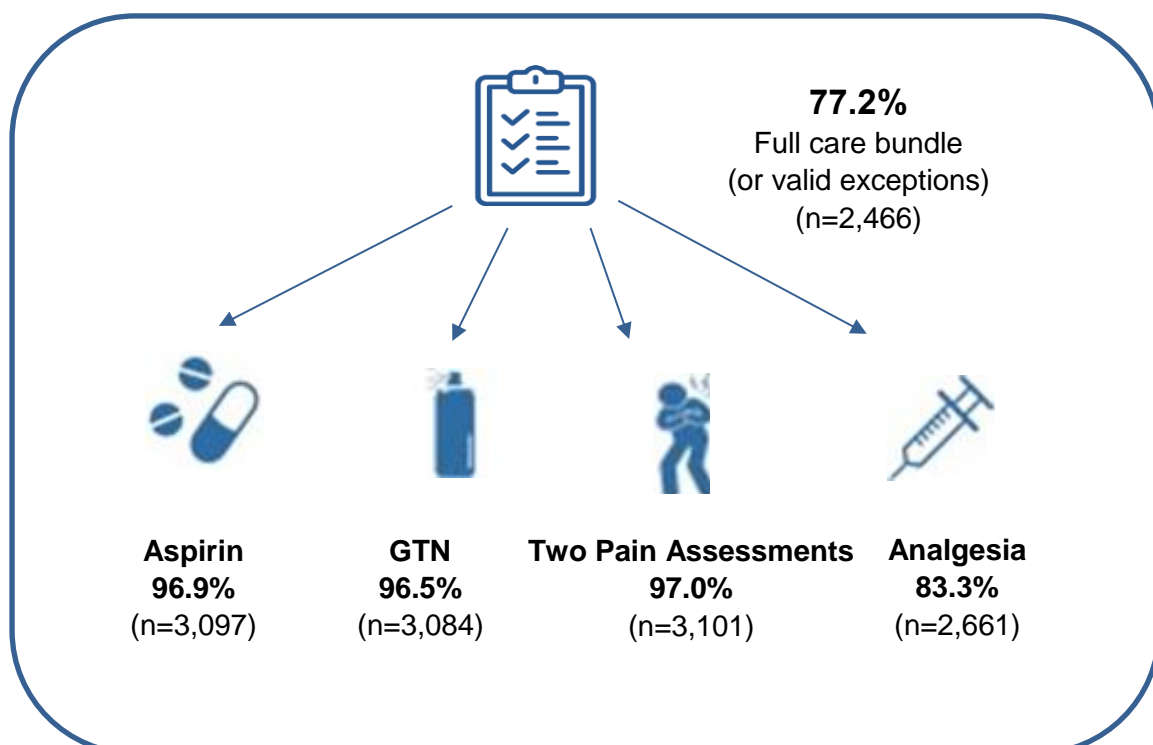 77.2%
Full care bundle
(or valid exceptions)
(n=2,466)
Aspirin
96.9%
(n=3,097)
GTN
96.5%
(n=3,084)
Two Pain Assessments
97.0%
(n=3,101)
Analgesia
83.3%
(n=2,661)